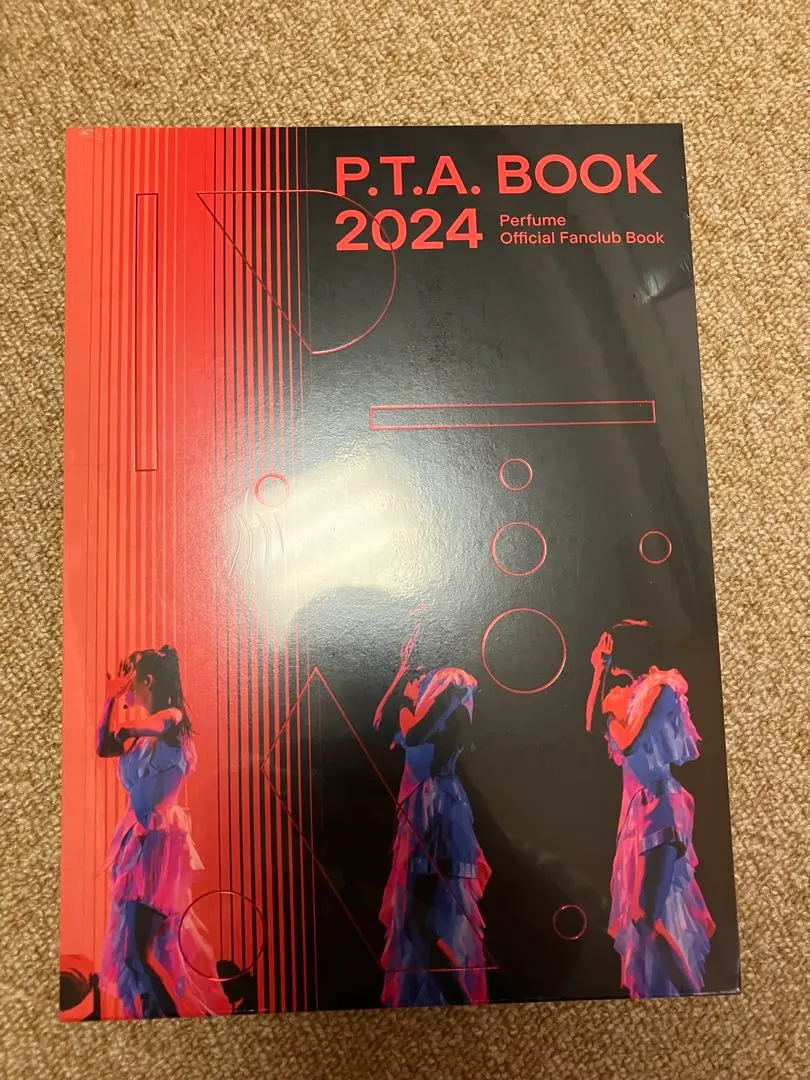 P.T.A. BOOK
2024
Perfume
Official Fanclub Book